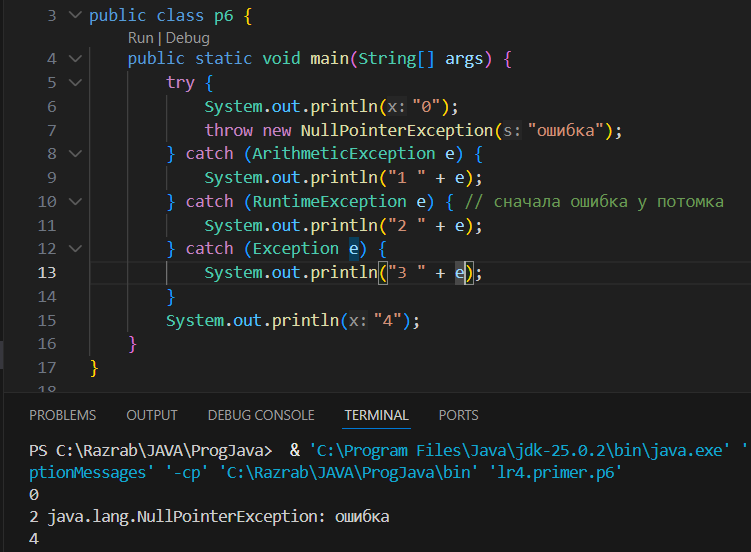 3 public class p6 {
Run | Debug
4 public static void main(String[] args) {
5 try {
6 System.out.println(x: "0");
7 throw new NullPointerException(s: "ошибка");
8 } catch (ArithmeticException e) {
9 System.out.println("1 " + e);
10 } catch (RuntimeException e) { // сначала ошибка у потомка
11 System.out.println("2 " + e);
12 } catch (Exception e) {
13 System.out.println("3 " + e);
14 }
15 System.out.println(x: "4");
16 }
17 }
18
PROBLEMS OUTPUT DEBUG CONSOLE TERMINAL PORTS
PS C:\Razrab\JAVA\ProgJava> & 'C:\Program Files\Java\jdk-25.0.2\bin\java.exe' '
ptionMessages' '-cp' 'C:\Razrab\JAVA\ProgJava\bin' 'lr4.primer.p6'
0
2 java.lang.NullPointerException: ошибка
4